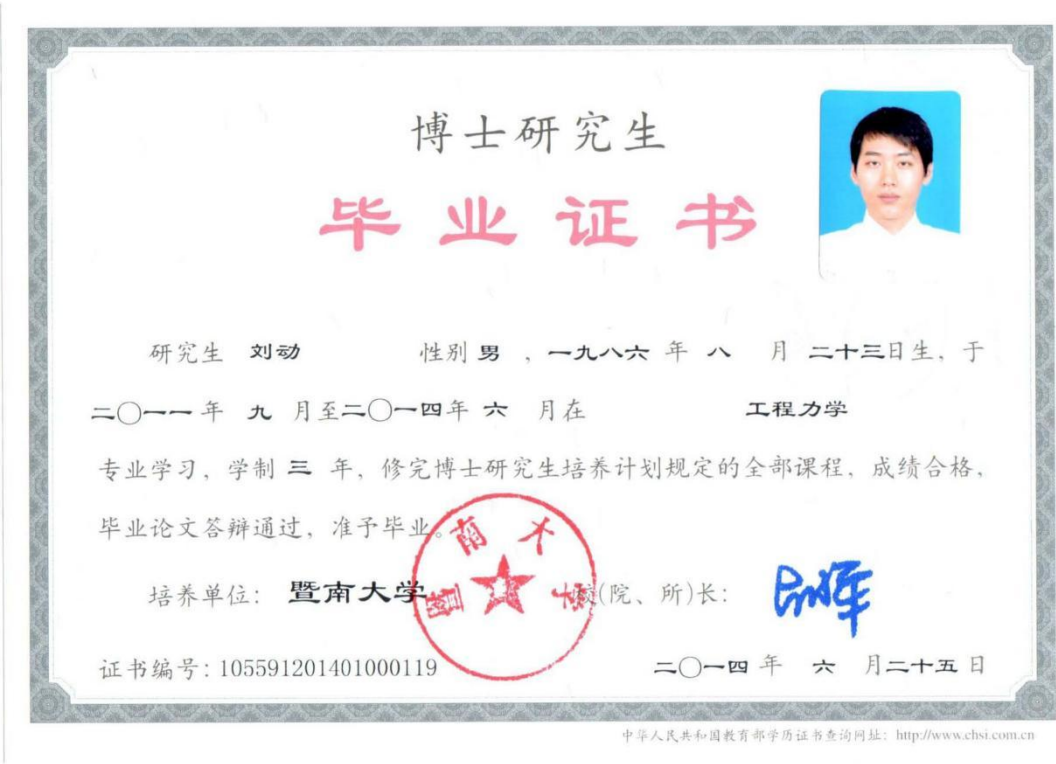 博士研究生
毕业证书
研究生 刘动 性别 男 ，一九八六 年 八 月 二十三日生，于
二〇一一 年 九 月至二〇一四年 六 月在 工程力学
专业学习，学制 三 年，修完博士研究生培养计划规定的全部课程，成绩合格，
毕业论文答辩通过，准予毕业。
暨南大学
培养单位： 暨南大学 校(院、所)长：
证书编号：105591201401000119 二〇一四 年 六 月二十五日
中华人民共和国教育部学历证书查询网址：http://www.chsi.com.cn